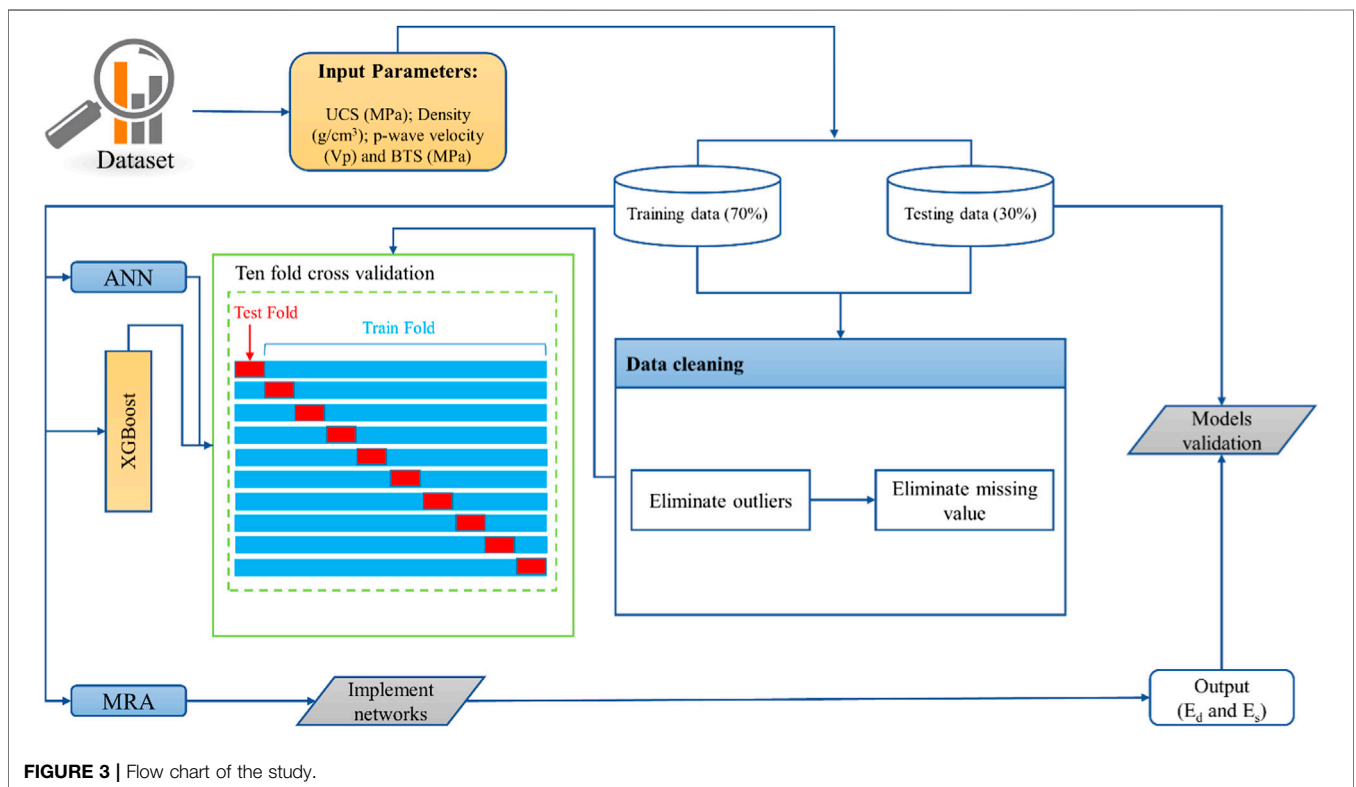 Dataset
Input Parameters:
UCS (MPa); Density
(g/cm³); p-wave velocity
(Vp) and BTS (MPa)
Training data (70%)
Testing data (30%)
ANN
XGBoost
Ten fold cross validation
Test Fold
Train Fold
Data cleaning
Eliminate outliers
Eliminate missing
value
Models
validation
MRA
Implement
networks
Output
(E_d and E_s)
FIGURE 3 | Flow chart of the study.